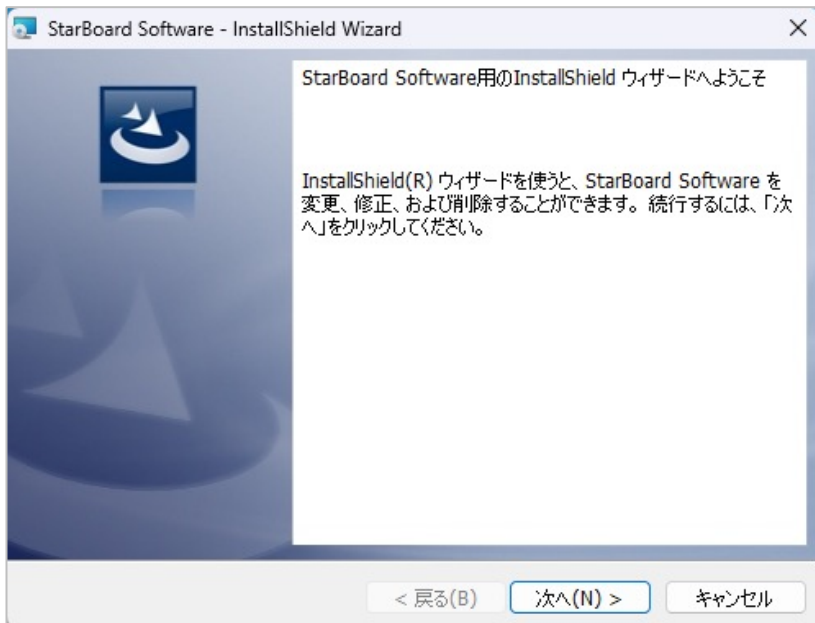 StarBoard Software - InstallShield Wizard
StarBoard Software用のInstallShield ウィザードへようこそ
InstallShield(R) ウィザードを使うと、StarBoard Software を
変更、修正、および削除することができます。続行するには、「次
へ」をクリックしてください。
< 戻る(B)
次へ(N) >
キャンセル